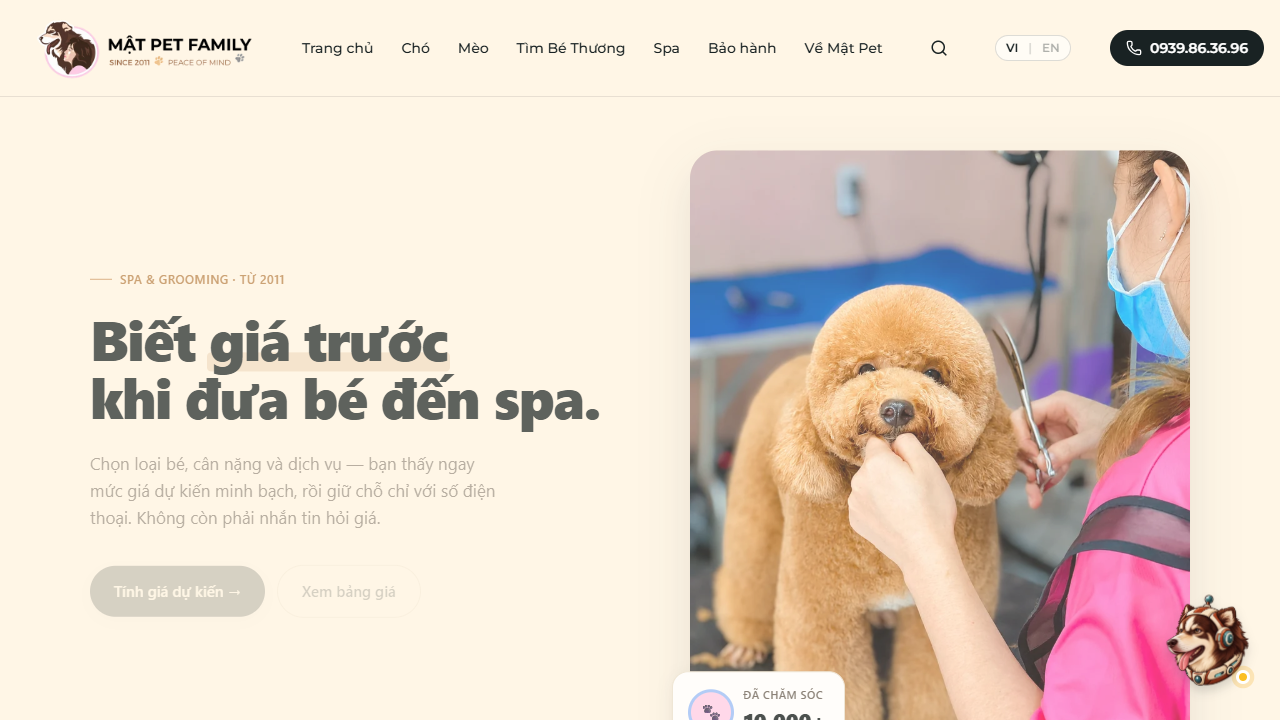 MẬT PET FAMILY
SINCE 2011 PEACE OF MIND
Trang chủ
Chó
Mèo
Tìm Bé Thương
Spa
Bảo hành
Về Mật Pet
VI | EN
0939.86.36.96
SPA & GROOMING · TỪ 2011
Biết giá trước
khi đưa bé đến spa.
Chọn loại bé, cân nặng và dịch vụ — bạn thấy ngay
mức giá dự kiến minh bạch, rồi giữ chỗ chỉ với số điện
thoại. Không còn phải nhắn tin hỏi giá.
Tính giá dự kiến →
Xem bảng giá
ĐÃ CHĂM SÓC